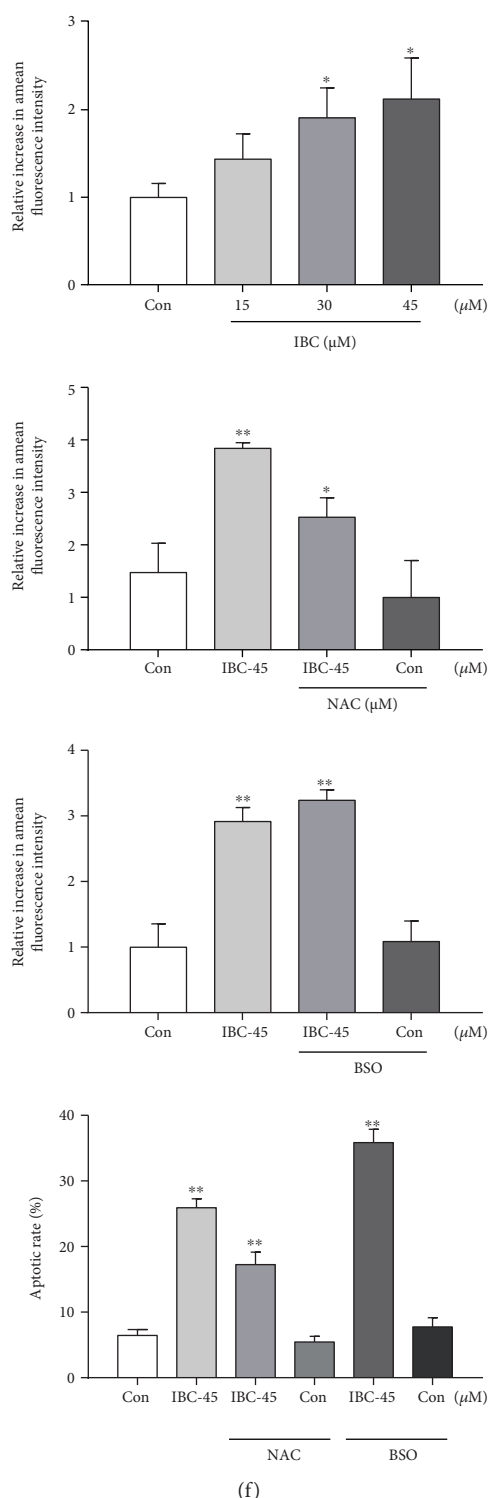 Relative increase in amean
fluorescence intensity
3
2
1
0
*
*
Con
15
30
45
(μM)
IBC (μM)
Relative increase in amean
fluorescence intensity
5
4
3
2
1
0
**
*
Con
IBC-45
IBC-45
Con
(μM)
NAC (μM)
Relative increase in amean
fluorescence intensity
4
3
2
1
0
**
**
Con
IBC-45
IBC-45
Con
(μM)
BSO
Aptotic rate (%)
40
30
20
10
0
**
**
**
Con
IBC-45
IBC-45
Con
IBC-45
Con
(μM)
NAC
BSO
(f)